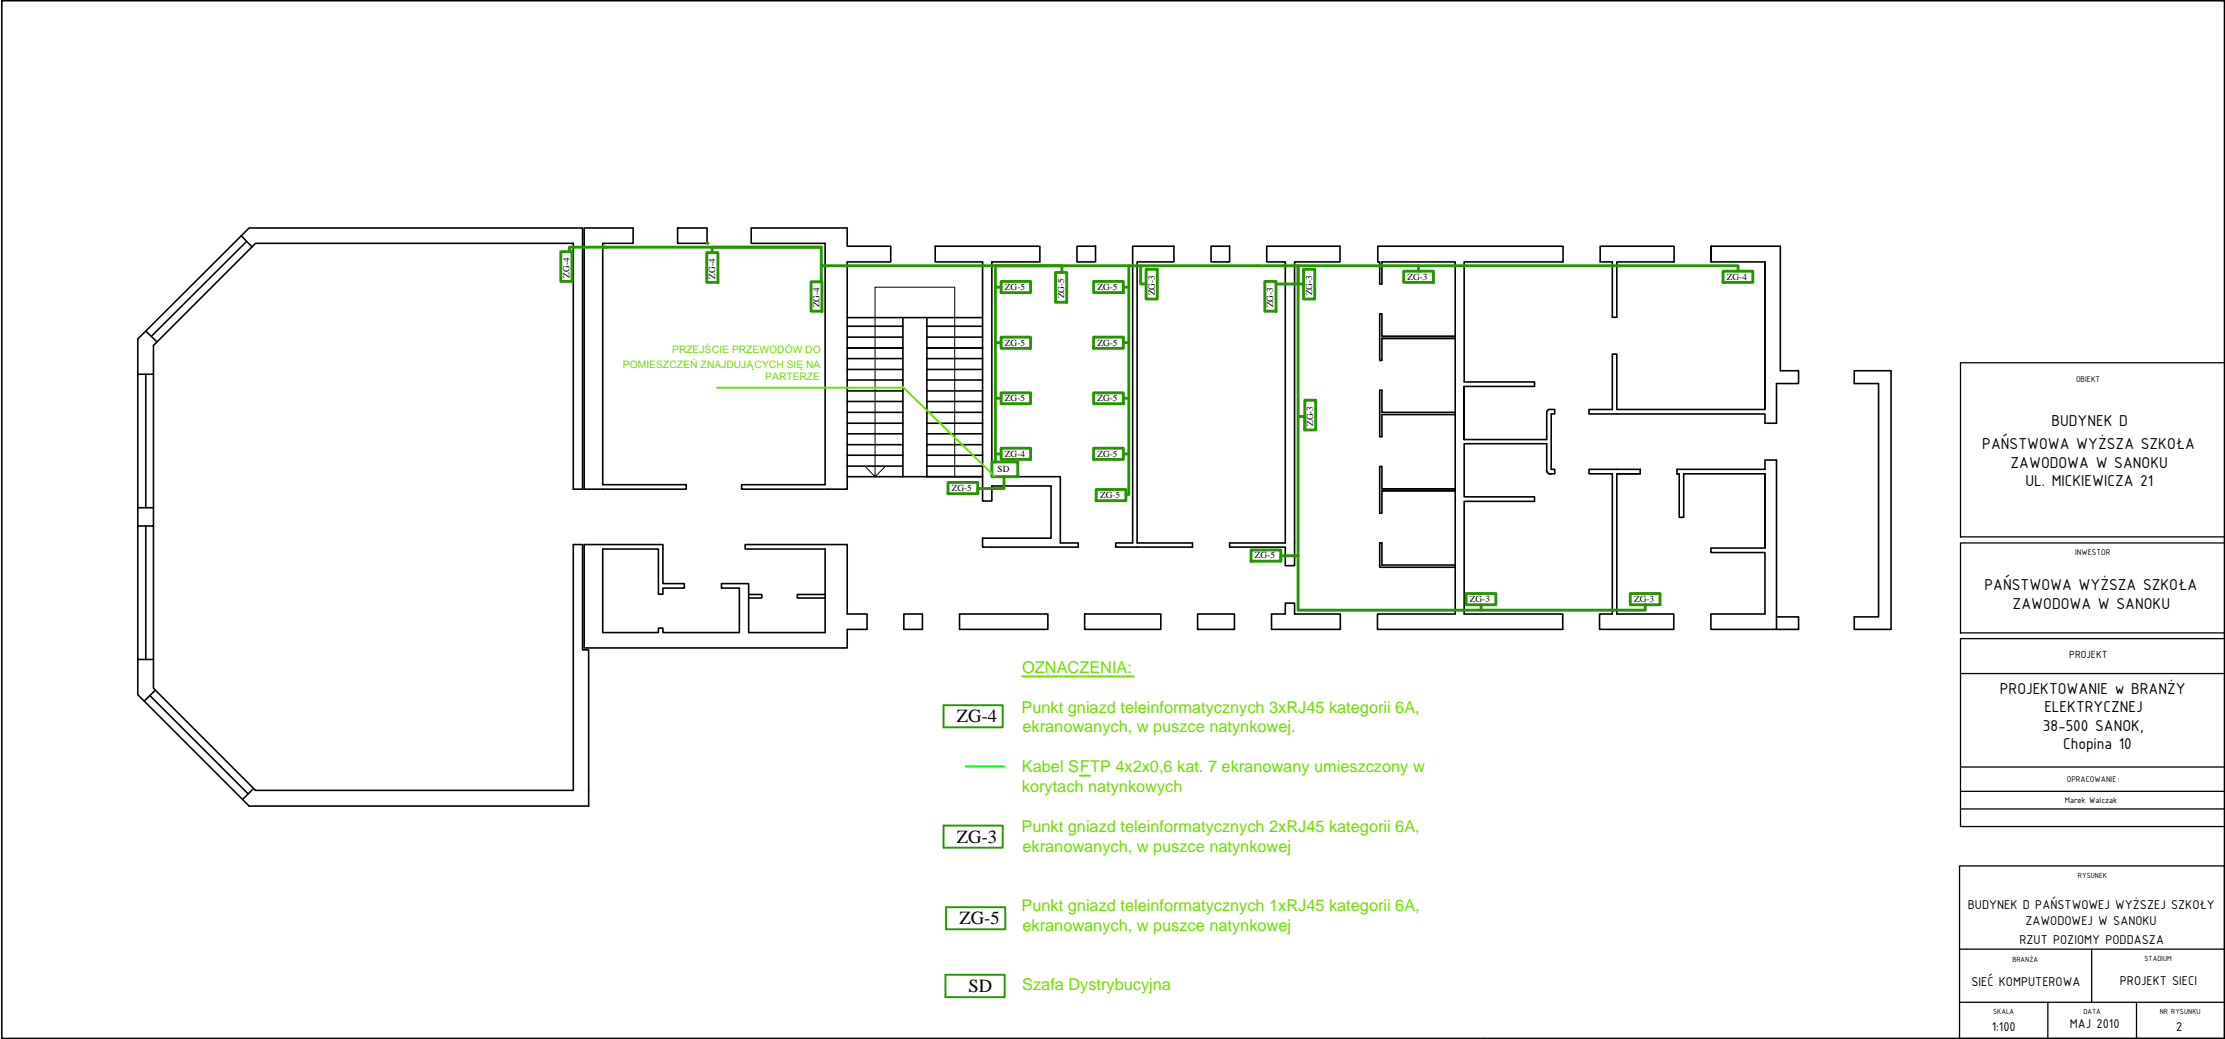 ZG-4
ZG-4
ZG-4
ZG-5
ZG-5
ZG-5
ZG-3
ZG-3
ZG-3
ZG-3
ZG-4
ZG-5
ZG-5
PRZEJŚCIE PRZEWODÓW DO
POMIESZCZEŃ ZNAJDUJĄCYCH SIĘ NA
PARTERZE
ZG-5
ZG-5
ZG-3
ZG-4
ZG-5
SD
ZG-5
ZG-5
ZG-5
ZG-3
ZG-3
OZNACZENIA:
ZG-4
Punkt gniazd teleinformatycznych 3xRJ45 kategorii 6A,
ekranowanych, w puszce natynkowej.
Kabel SFTP 4x2x0,6 kat. 7 ekranowany umieszczony w
korytach natynkowych
ZG-3
Punkt gniazd teleinformatycznych 2xRJ45 kategorii 6A,
ekranowanych, w puszce natynkowej
ZG-5
Punkt gniazd teleinformatycznych 1xRJ45 kategorii 6A,
ekranowanych, w puszce natynkowej
SD
Szafa Dystrybucyjna
OBIEKT
BUDYNEK D
PAŃSTWOWA WYŻSZA SZKOŁA
ZAWODOWA W SANOKU
UL. MICKIEWICZA 21
INWESTOR
PAŃSTWOWA WYŻSZA SZKOŁA
ZAWODOWA W SANOKU
PROJEKT
PROJEKTOWANIE w BRANŻY
ELEKTRYCZNEJ
38-500 SANOK,
Chopina 10
OPRACOWANIE:
Marek Walczak
RYSUNEK
BUDYNEK D PAŃSTWOWEJ WYŻSZEJ SZKOŁY
ZAWODOWEJ W SANOKU
RZUT POZIOMY PODDASZA
BRANŻA
SIEĆ KOMPUTEROWA
STADIUM
PROJEKT SIECI
SKALA
1:100
DATA
MAJ 2010
NR RYSUNKU
2